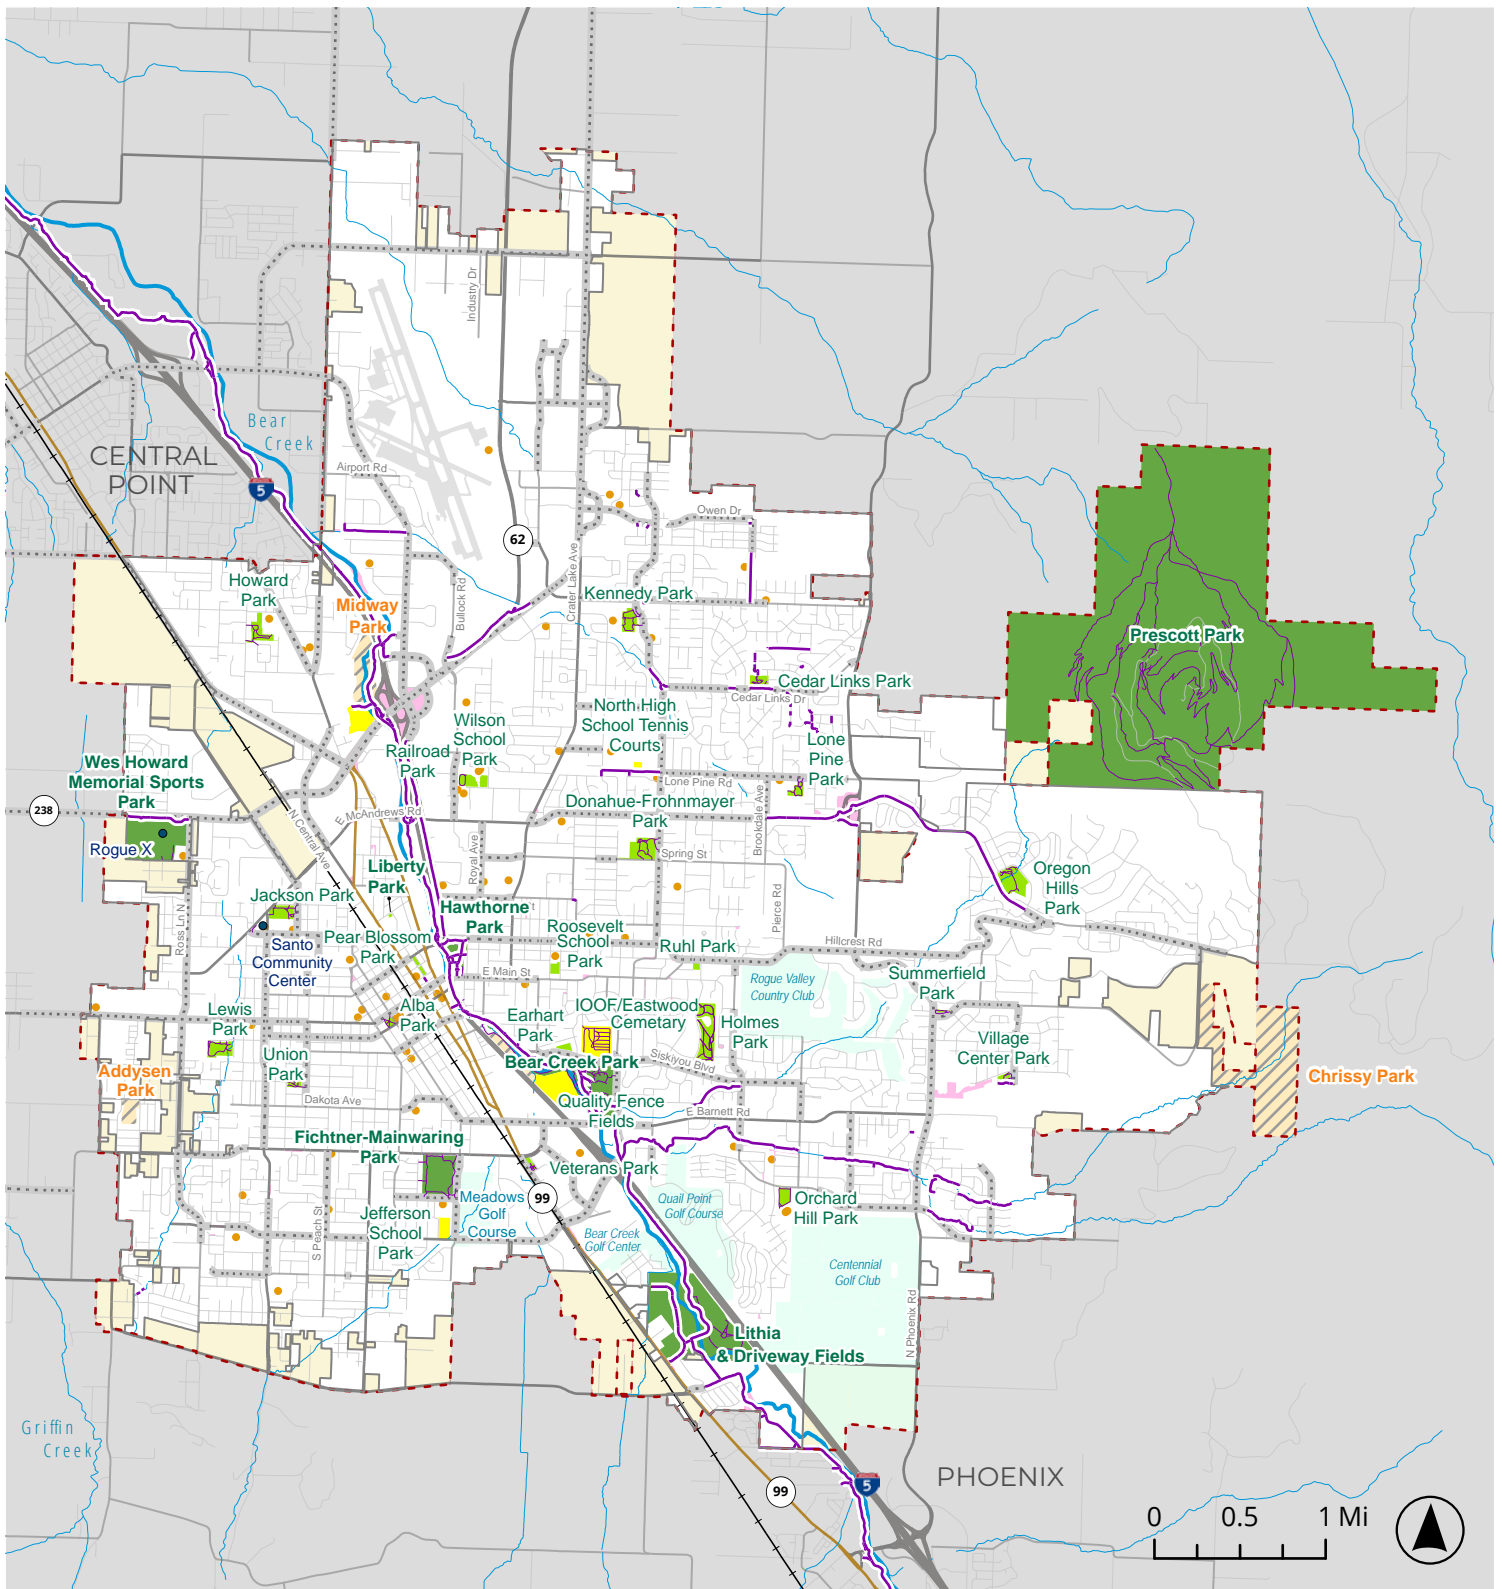 Industry Dr
Bear
Creek
CENTRAL
POINT
5
Airport Rd
62
Owen Dr
Crater Lake Ave
Bullock Rd
Howard
Park
Midway
Park
Kennedy Park
Prescott Park
Cedar Links Park
Cedar Links Dr
North High
School Tennis
Courts
Wilson
School
Park
Railroad
Park
Lone
Pine
Park
Lone Pine Rd
Wes Howard
Memorial Sports
Park
238
Rogue X
N Central Ave
E McAndrews Rd
Donahue-Frohnmayer
Park
Brookdale Ave
Spring St
Royal Ave
Liberty
Park
Oregon
Hills
Park
Jackson Park
Hawthorne
Park
Pierce Rd
Ross Ln N
Santo
Community
Center
Pear Blossom
Park
Roosevelt
School
Park
Ruhl Park
Hillcrest Rd
E Main St
Rogue Valley
Country Club
Summerfield
Park
Lewis
Park
Alba
Park
Earhart
Park
IOOF/Eastwood
Cemetary
Holmes
Park
Village
Center Park
Union
Park
Siskiyou Blvd
Bear Creek Park
Addysen
Park
Chrissy Park
Dakota Ave
Quality Fence
Fields
E Barnett Rd
Fichtner-Mainwaring
Park
Veterans Park
99
Meadows
Golf
Course
Quail Point
Golf Course
Orchard
Hill Park
Jefferson
School
Park
S Peach St
Bear Creek
Golf Center
Centennial
Golf Club
N Phoenix Rd
Lithia
& Driveway Fields
Griffin
Creek
PHOENIX
5
99
0 0.5 1 Mi